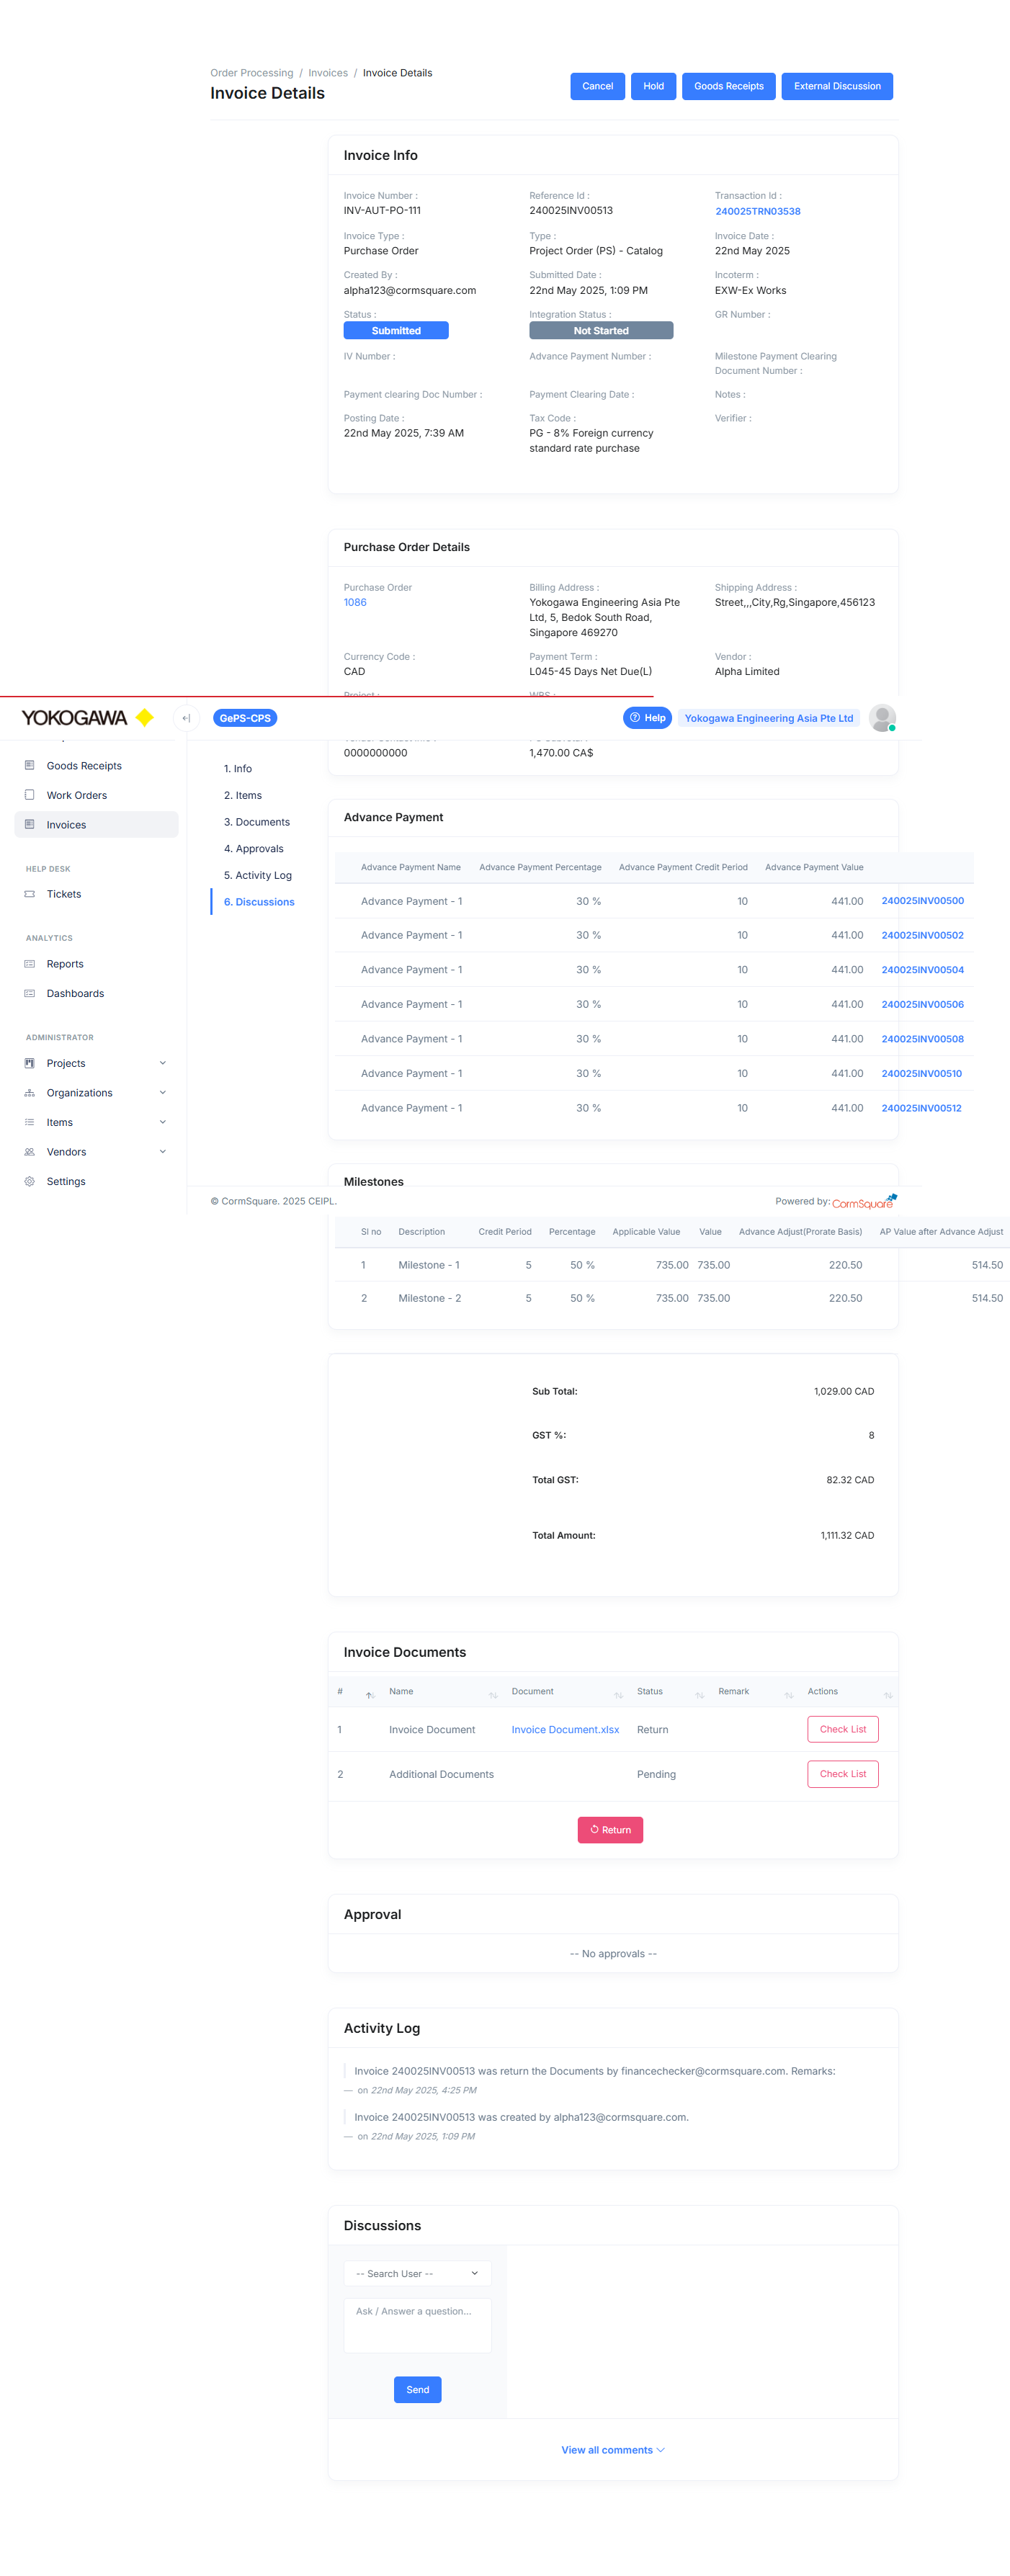 Order Processing / Invoices / Invoice Details
Invoice Details
Cancel Hold Goods Receipts External Discussion
Invoice Info
Invoice Number : Reference Id : Transaction Id :
INV-AUT-PO-111 240025INV00513 240025TRN03538
Invoice Type : Type : Invoice Date :
Purchase Order Project Order (PS) - Catalog 22nd May 2025
Created By : Submitted Date : Incoterm :
alpha123@cormsquare.com 22nd May 2025, 1:09 PM EXW-Ex Works
Status : Integration Status : GR Number :
Submitted Not Started
IV Number : Advance Payment Number : Milestone Payment Clearing
Document Number :
Payment clearing Doc Number : Payment Clearing Date : Notes :
Posting Date : Tax Code : Verifier :
22nd May 2025, 7:39 AM PG - 8% Foreign currency
standard rate purchase
Purchase Order Details
Purchase Order Billing Address : Shipping Address :
1086 Yokogawa Engineering Asia Pte Street,,,City,Rg,Singapore,456123
Ltd, 5, Bedok South Road,
Singapore 469270
Currency Code : Payment Term : Vendor :
CAD L045-45 Days Net Due(L) Alpha Limited
Project : WBS :
YOKOGAWA GePS-CPS Help Yokogawa Engineering Asia Pte Ltd
0000000000 1,470.00 CA$
Goods Receipts
Work Orders
Invoices
HELP DESK
Tickets
ANALYTICS
Reports
Dashboards
ADMINISTRATOR
Projects
Organizations
Items
Vendors
Settings
1. Info
2. Items
3. Documents
4. Approvals
5. Activity Log
6. Discussions
Advance Payment
Advance Payment Name Advance Payment Percentage Advance Payment Credit Period Advance Payment Value
Advance Payment - 1 30 % 10 441.00 240025INV00500
Advance Payment - 1 30 % 10 441.00 240025INV00502
Advance Payment - 1 30 % 10 441.00 240025INV00504
Advance Payment - 1 30 % 10 441.00 240025INV00506
Advance Payment - 1 30 % 10 441.00 240025INV00508
Advance Payment - 1 30 % 10 441.00 240025INV00510
Advance Payment - 1 30 % 10 441.00 240025INV00512
Milestones
© CormSquare. 2025 CEIPL. Powered by: CormSquare
Sl no Description Credit Period Percentage Applicable Value Value Advance Adjust(Prorate Basis) AP Value after Advance Adjust
1 Milestone - 1 5 50 % 735.00 735.00 220.50 514.50
2 Milestone - 2 5 50 % 735.00 735.00 220.50 514.50
Sub Total: 1,029.00 CAD
GST %: 8
Total GST: 82.32 CAD
Total Amount: 1,111.32 CAD
Invoice Documents
# Name Document Status Remark Actions
1 Invoice Document Invoice Document.xlsx Return Check List
2 Additional Documents Pending Check List
Return
Approval
-- No approvals --
Activity Log
Invoice 240025INV00513 was return the Documents by financechecker@cormsquare.com. Remarks:
— on 22nd May 2025, 4:25 PM
Invoice 240025INV00513 was created by alpha123@cormsquare.com.
— on 22nd May 2025, 1:09 PM
Discussions
-- Search User --
Ask / Answer a question...
Send
View all comments